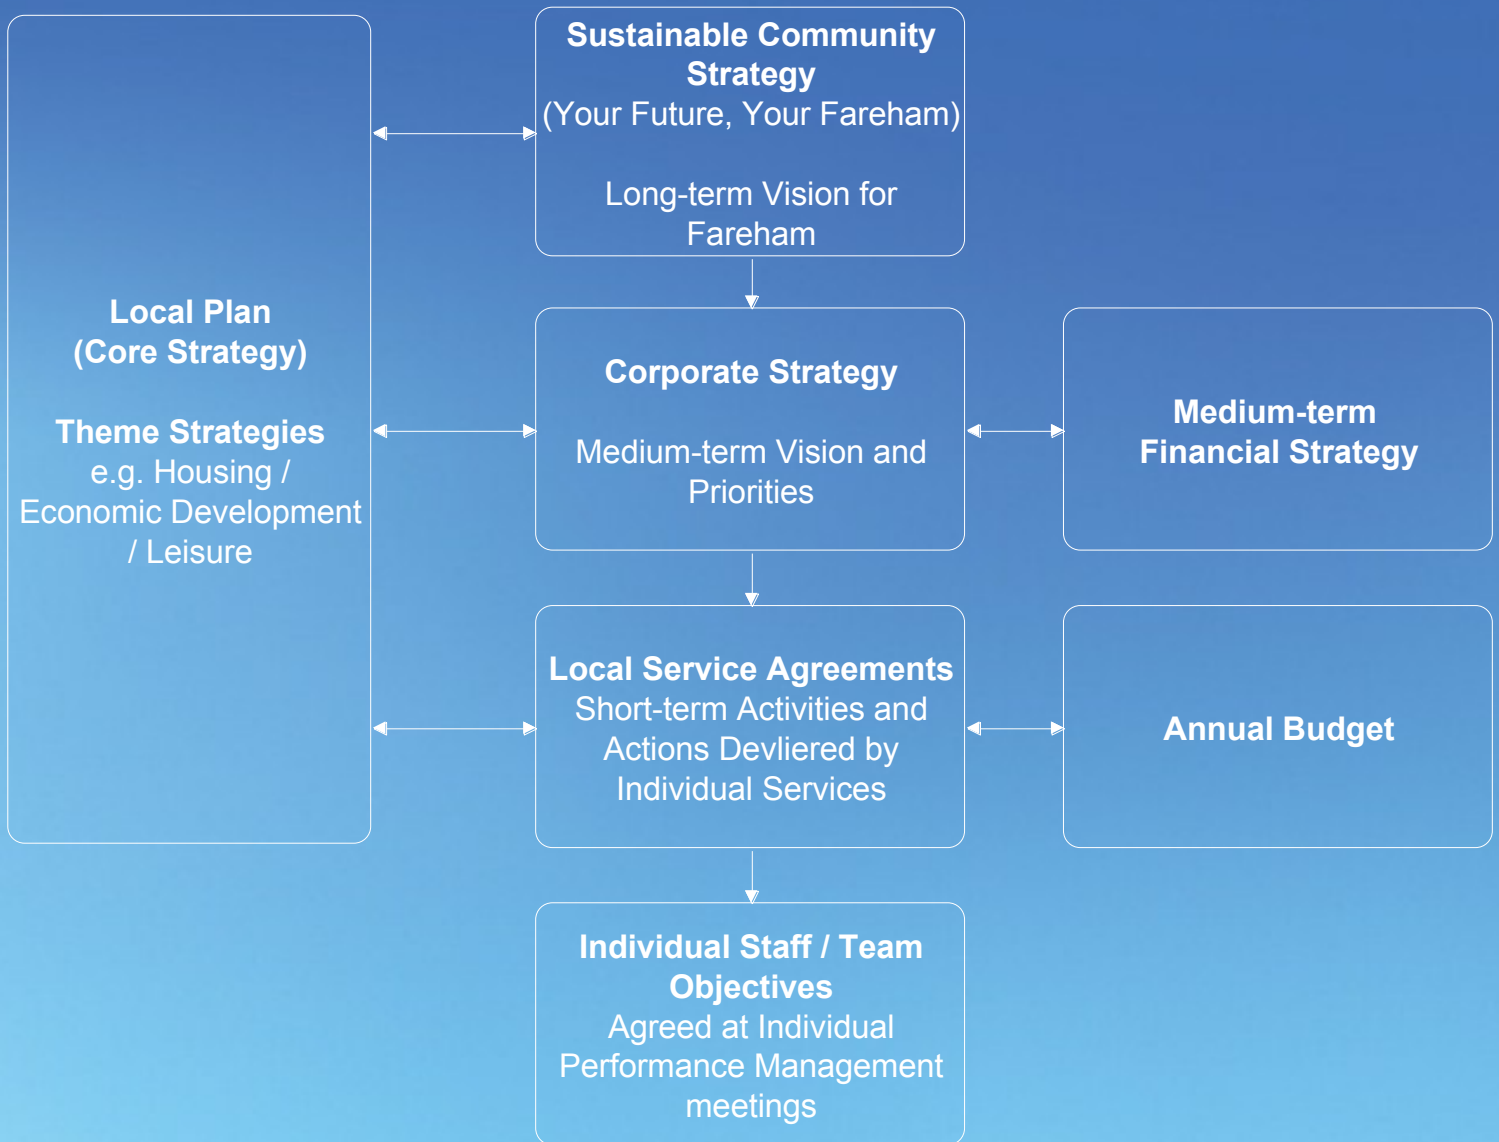 Sustainable Community
Strategy
(Your Future, Your Fareham)
Long-term Vision for
Fareham
Local Plan
(Core Strategy)
Theme Strategies
e.g. Housing /
Economic Development
/ Leisure
Corporate Strategy
Medium-term Vision and
Priorities
Medium-term
Financial Strategy
Local Service Agreements
Short-term Activities and
Actions Devliered by
Individual Services
Annual Budget
Individual Staff / Team
Objectives
Agreed at Individual
Performance Management
meetings